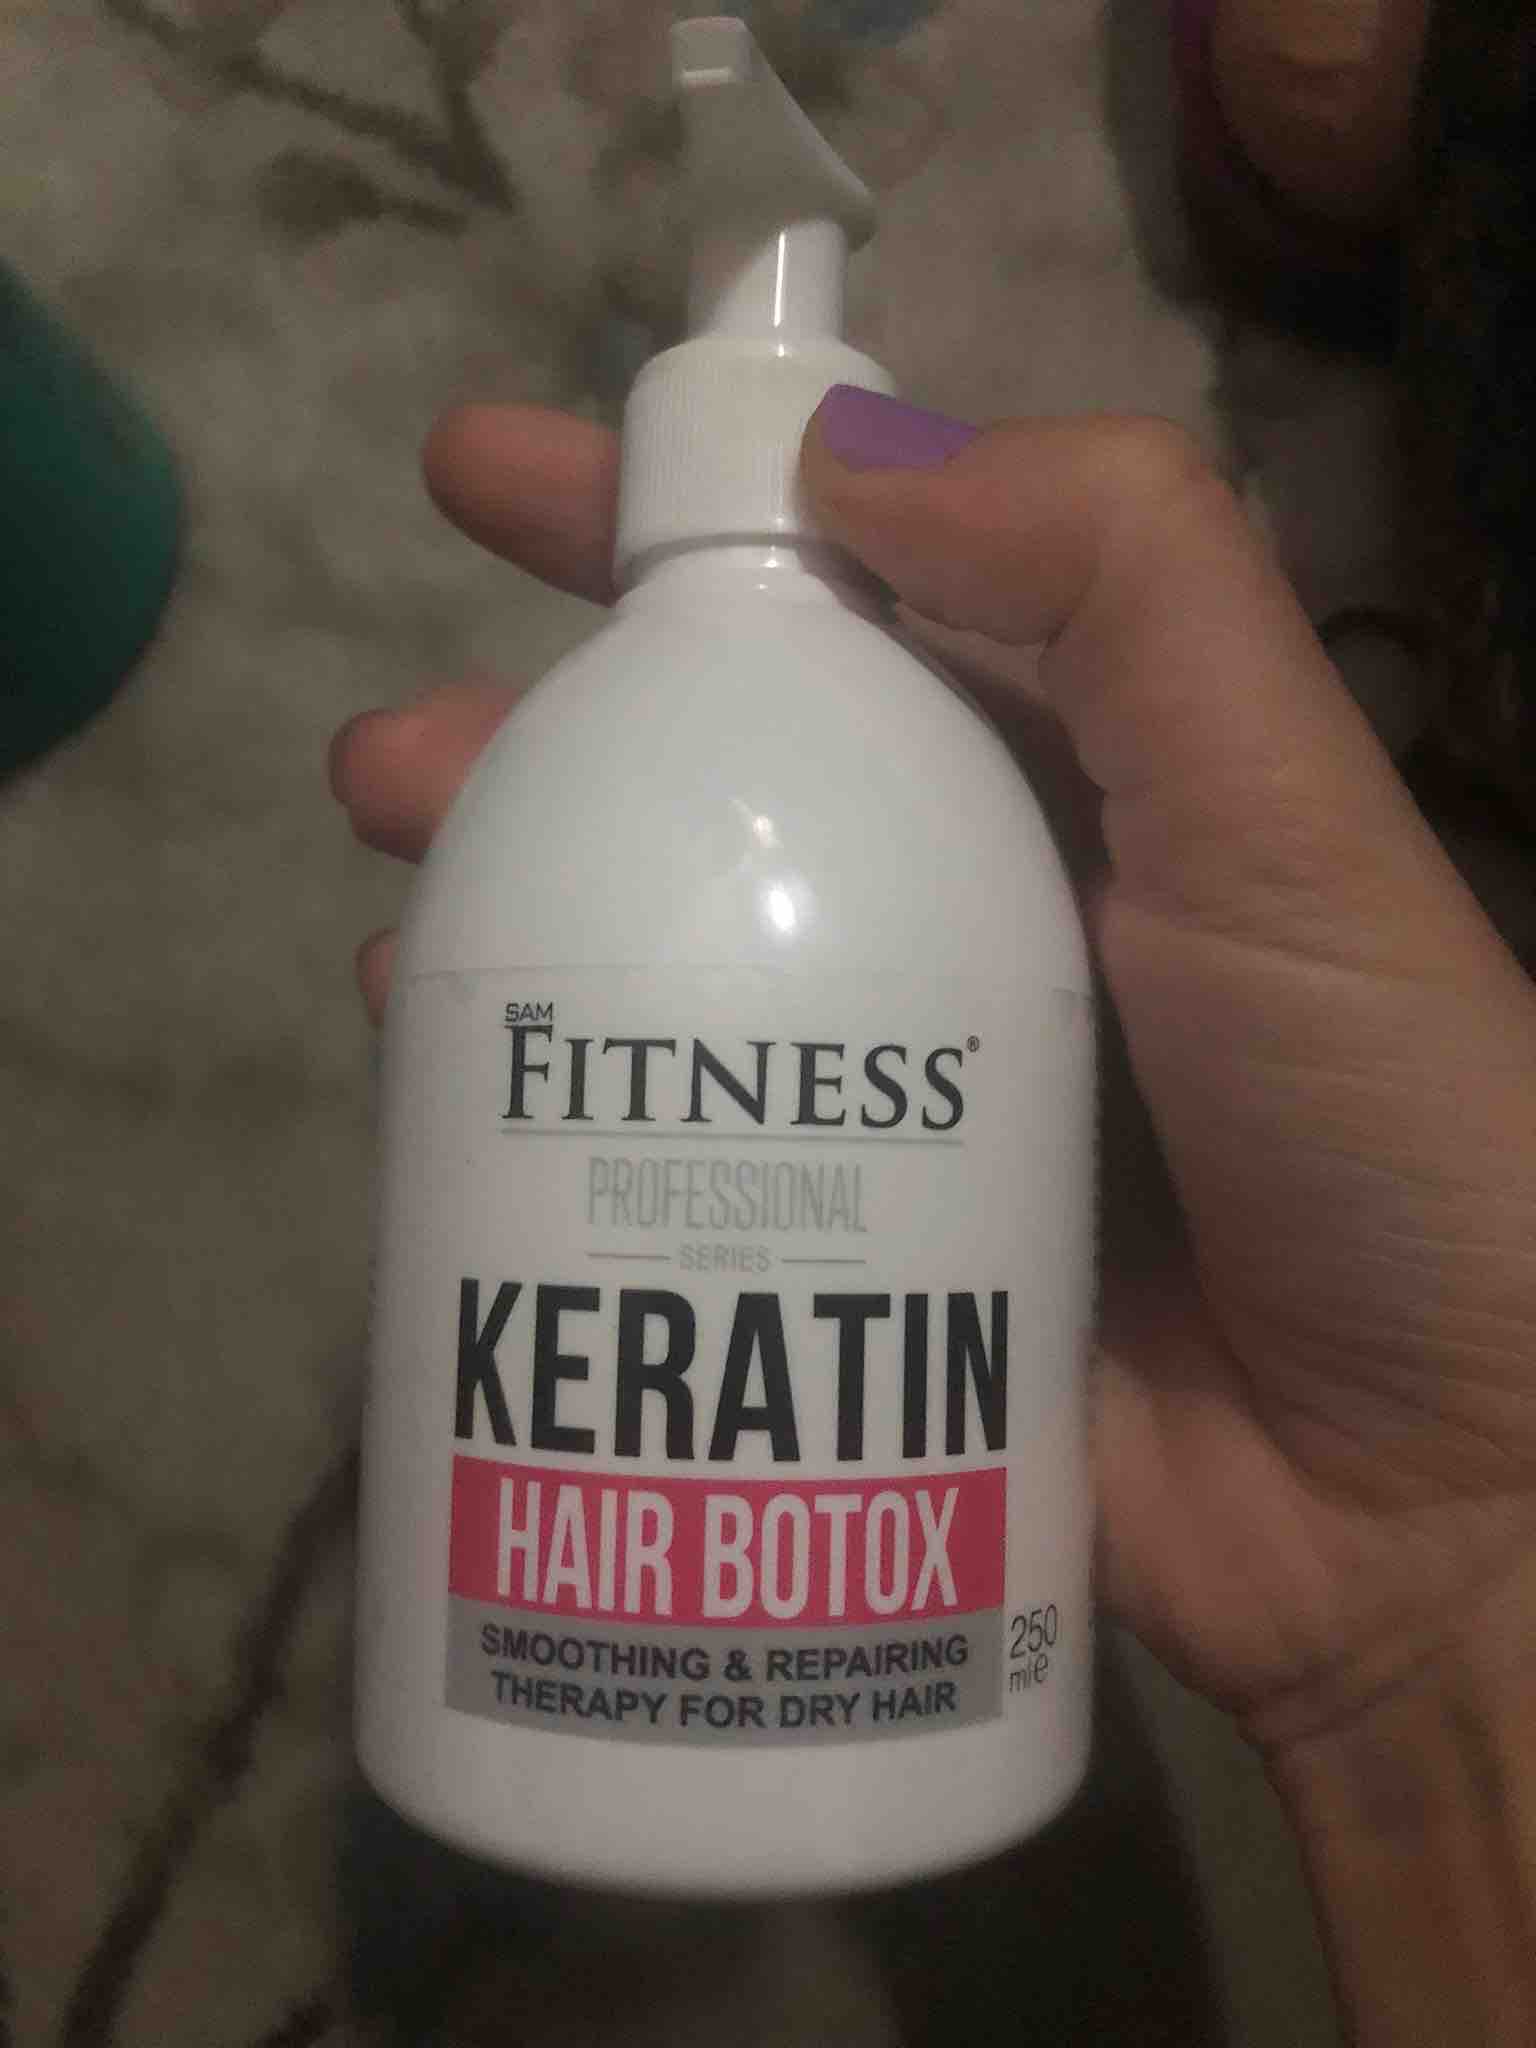 SAM
FITNESS®
PROFESSIONAL
SERIES
KERATIN
HAIR BOTOX
SMOOTHING & REPAIRING
THERAPY FOR DRY HAIR
250
ml℮